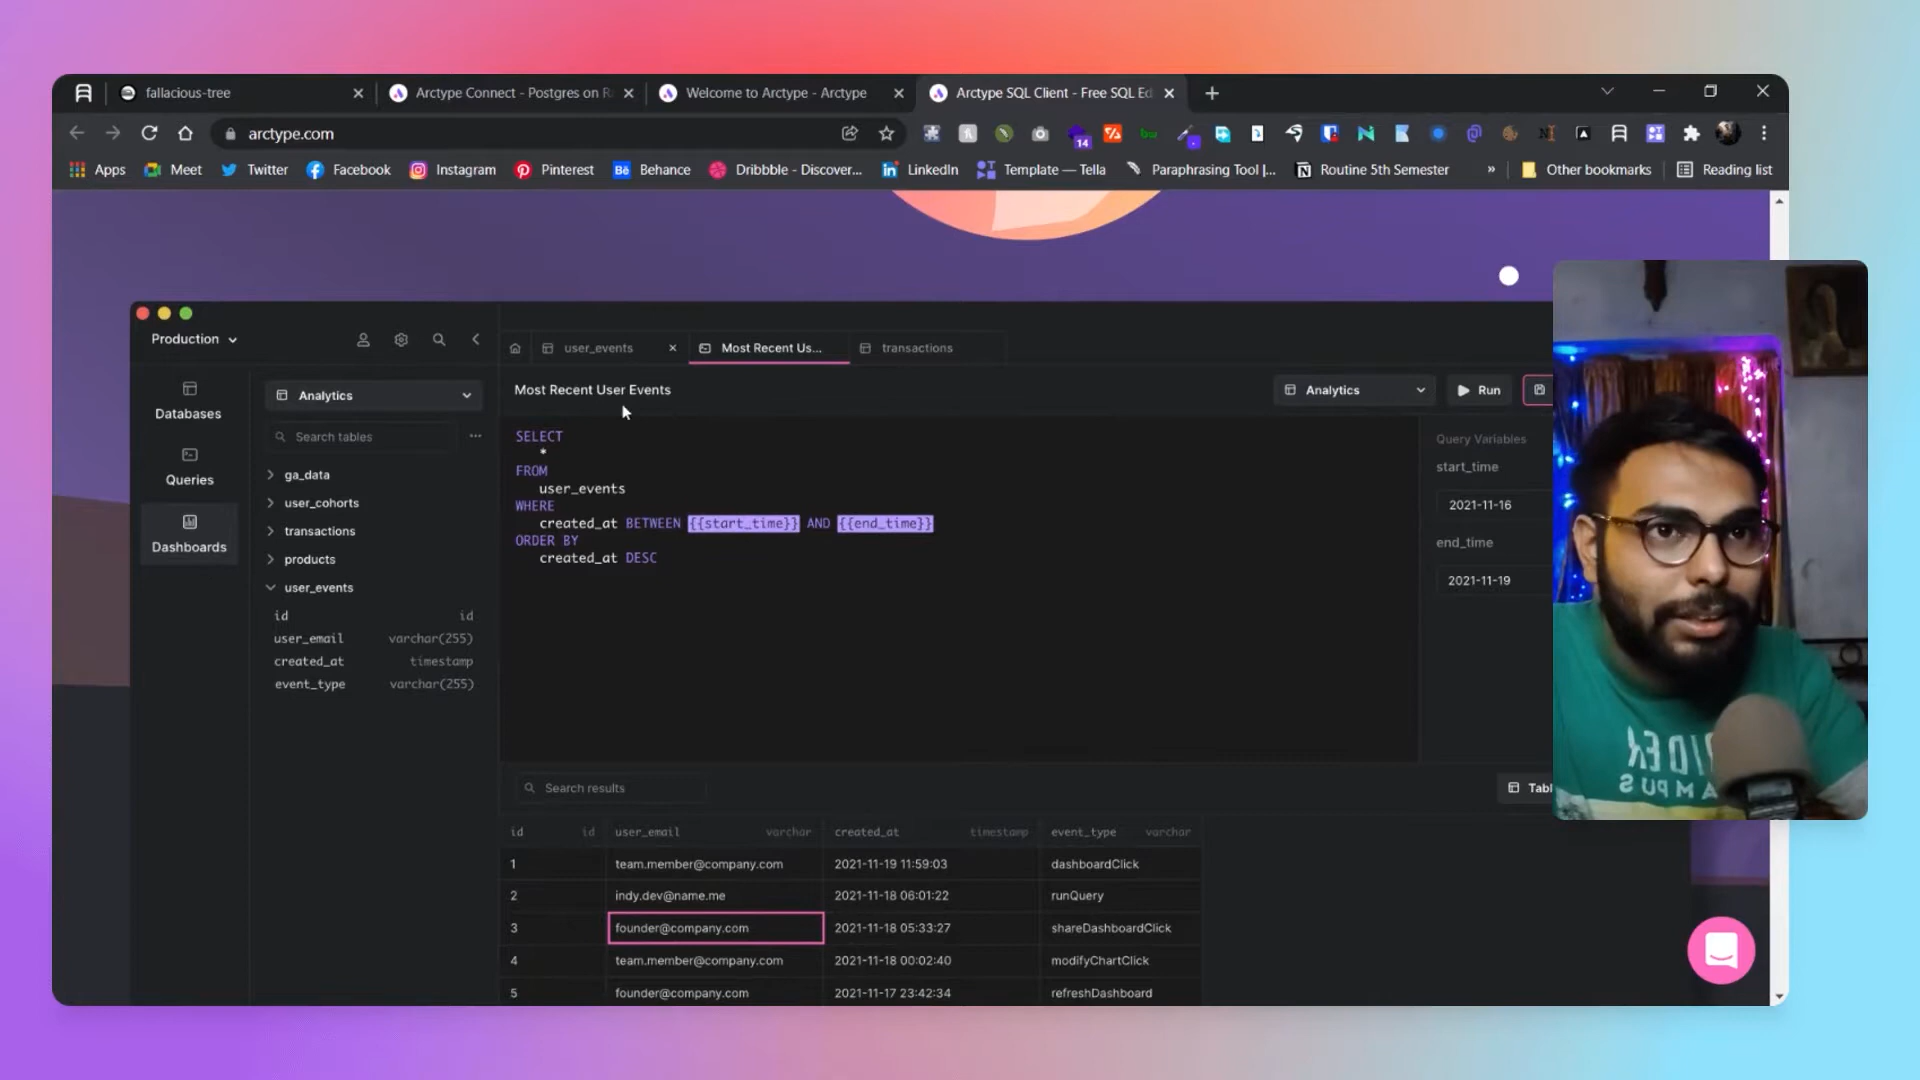 fallacious-tree
Arctype Connect - Postgres on R
Welcome to Arctype - Arctype
Arctype SQL Client - Free SQL Ed
arctype.com
14
Apps
Meet
Twitter
Facebook
Instagram
Pinterest
Bē
Behance
Dribbble - Discover...
in
LinkedIn
Template — Tella
Paraphrasing Tool |...
Routine 5th Semester
»
Other bookmarks
Reading list
Production
user_events
Most Recent Us...
transactions
Databases
Queries
Dashboards
Analytics
Search tables
ga_data
user_cohorts
transactions
products
user_events
id id
user_email varchar(255)
created_at timestamp
event_type varchar(255)
Most Recent User Events
Analytics
Run
SELECT
*
FROM
user_events
WHERE
created_at BETWEEN {{start_time}} AND {{end_time}}
ORDER BY
created_at DESC
Query Variables
start_time
2021-11-16
end_time
2021-11-19
Search results
Tabl
id id user_email varchar created_at timestamp event_type varchar
1 team.member@company.com 2021-11-19 11:59:03 dashboardClick
2 indy.dev@name.me 2021-11-18 06:01:22 runQuery
3 founder@company.com 2021-11-18 05:33:27 shareDashboardClick
4 team.member@company.com 2021-11-18 00:02:40 modifyChartClick
5 founder@company.com 2021-11-17 23:42:34 refreshDashboard